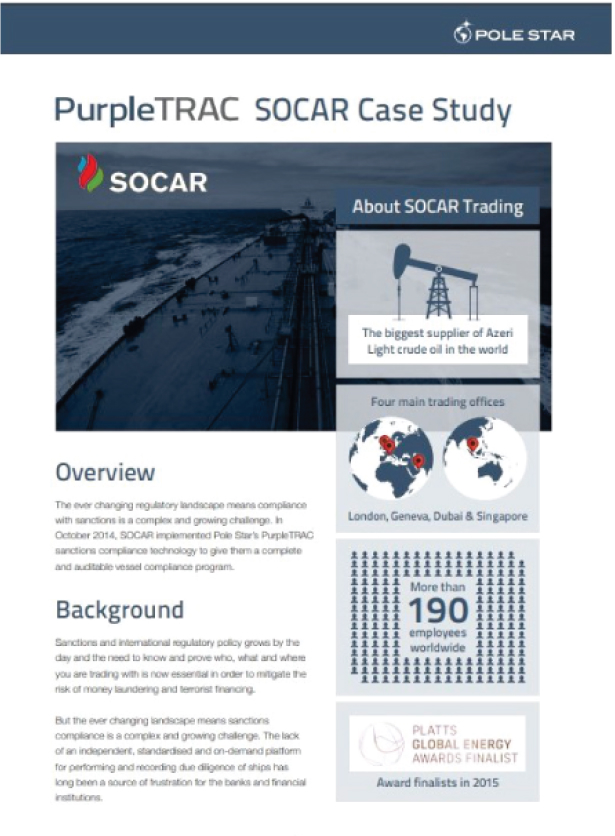 POLE STAR
PurpleTRAC SOCAR Case Study
SOCAR
About SOCAR Trading
The biggest supplier of Azeri
Light crude oil in the world
Four main trading offices
London, Geneva, Dubai & Singapore
More than
190
employees
worldwide
PLATTS
GLOBAL ENERGY
AWARDS FINALIST
Award finalists in 2015
Overview
The ever changing regulatory landscape means compliance
with sanctions is a complex and growing challenge. In
October 2014, SOCAR implemented Pole Star's PurpleTRAC
sanctions compliance technology to give them a complete
and auditable vessel compliance program.
Background
Sanctions and international regulatory policy grows by the
day and the need to know and prove who, what and where
you are trading with is now essential in order to mitigate the
risk of money laundering and terrorist financing.
But the ever changing landscape means sanctions
compliance is a complex and growing challenge. The lack
of an independent, standardised and on-demand platform
for performing and recording due diligence of ships has
long been a source of frustration for the banks and financial
institutions.